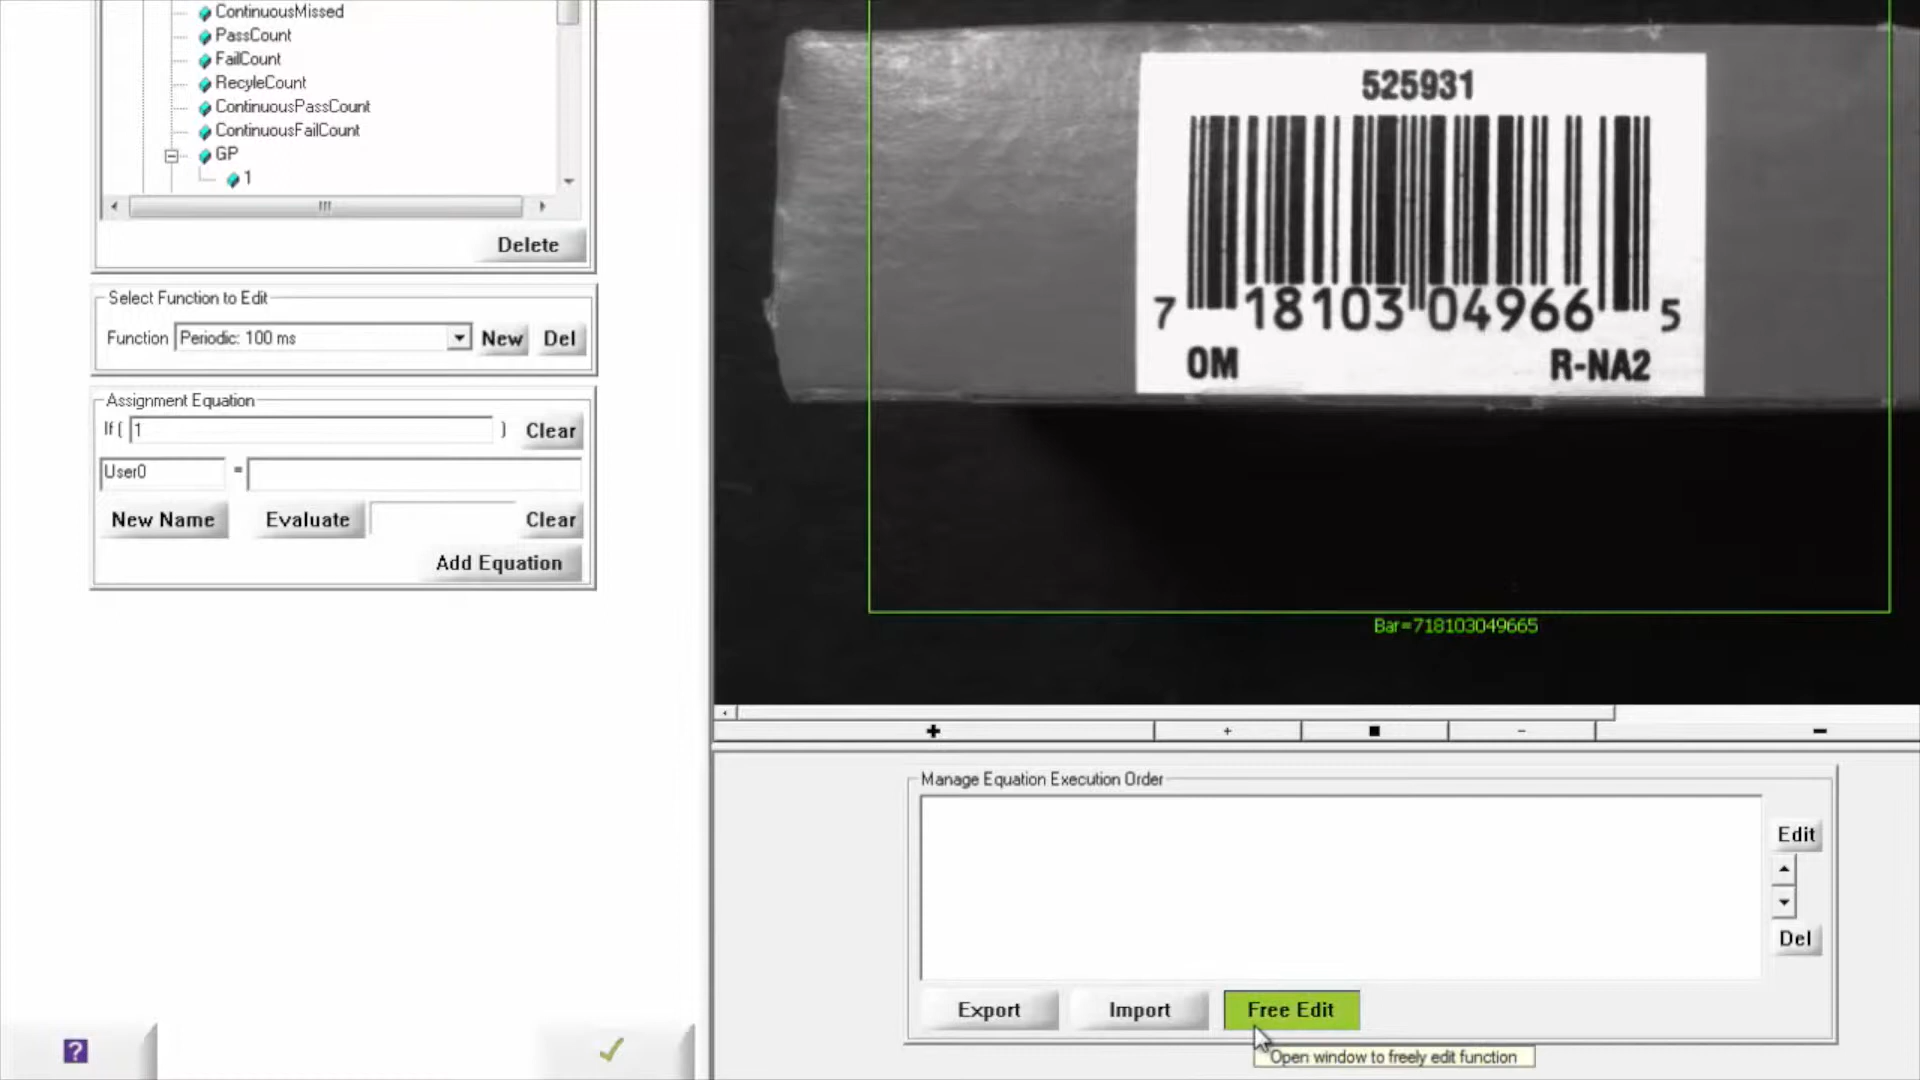 ContinuousMissed
PassCount
FailCount
RecyleCount
ContinuousPassCount
ContinuousFailCount
GP
1
Delete
Select Function to Edit
Function Periodic: 100 ms New Del
Assignment Equation
If ( 1 ) Clear
User0 =
New Name Evaluate Clear
Add Equation
?
525931
7 18103 04966 5
OM R-NA2
Bar=718103049665
+ + - -
Manage Equation Execution Order
Edit
Del
Export Import Free Edit
Open window to freely edit function